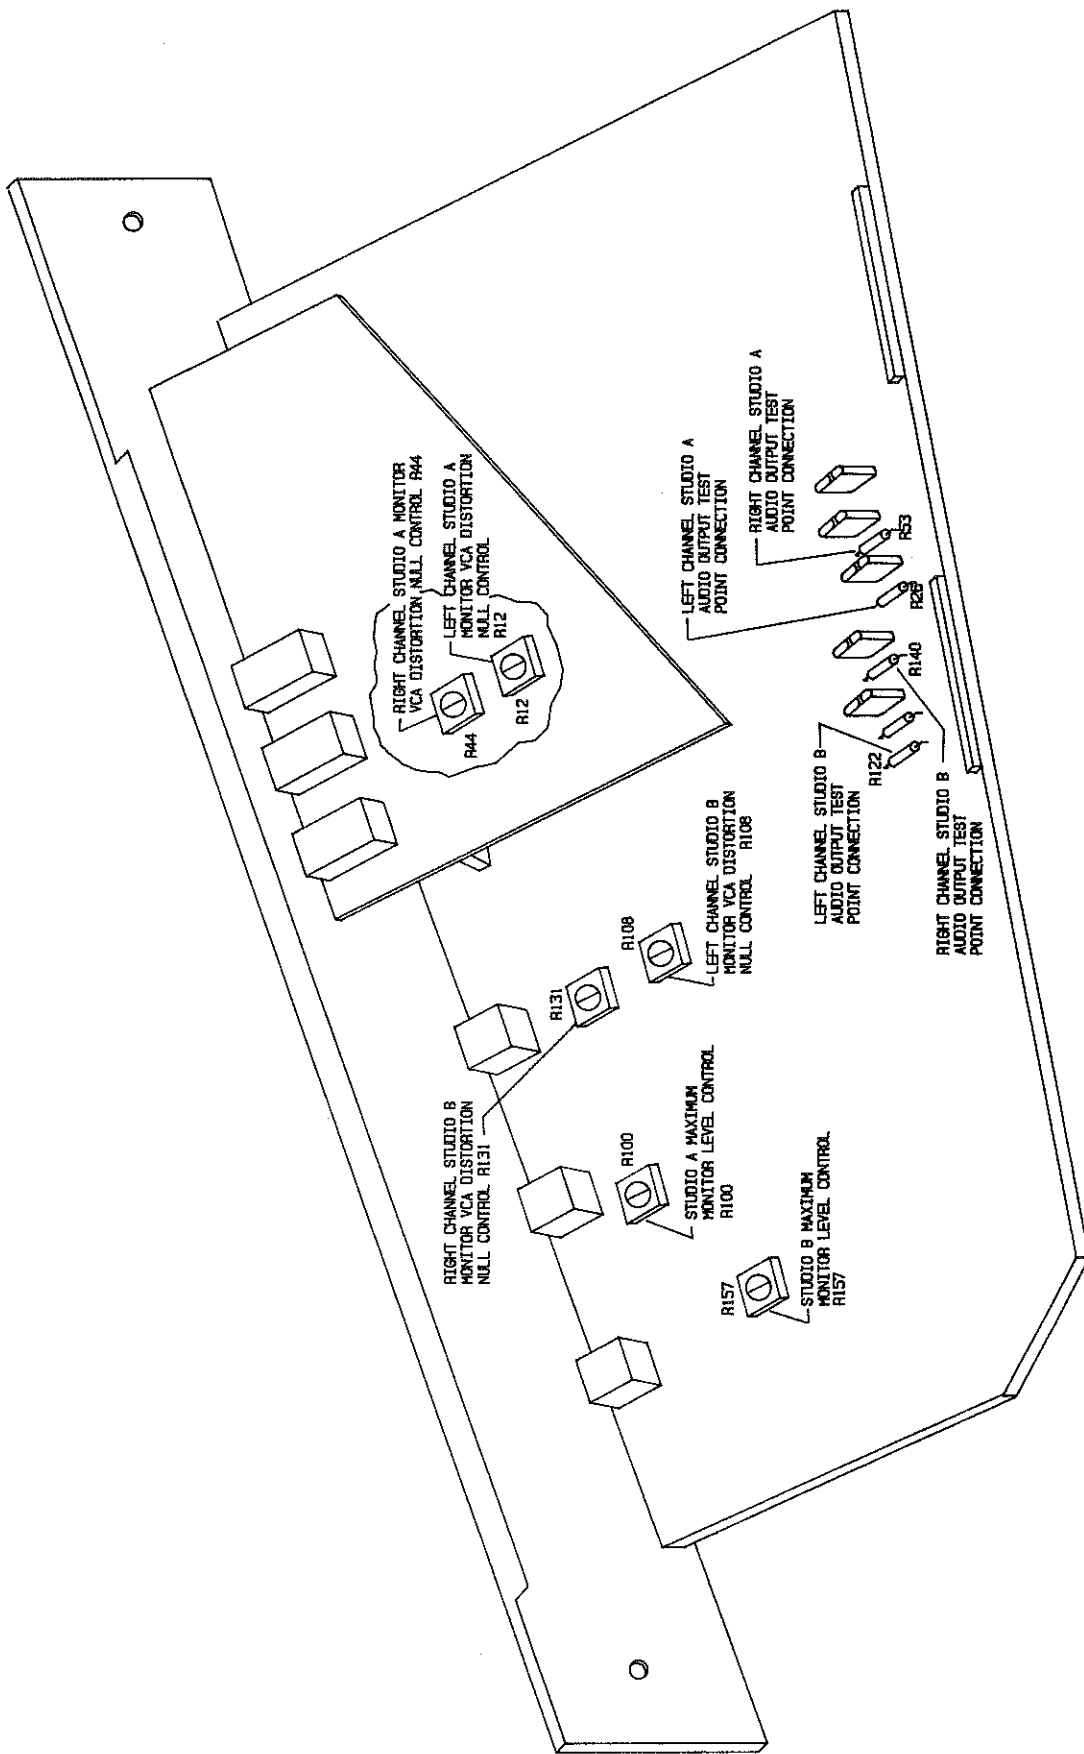 RIGHT CHANNEL STUDIO A MONITOR
VCA DISTORTION NULL CONTROL R44
LEFT CHANNEL STUDIO A
MONITOR VCA DISTORTION
NULL CONTROL
R12
R44
R12
RIGHT CHANNEL STUDIO B
MONITOR VCA DISTORTION
NULL CONTROL R131
R131
R108
LEFT CHANNEL STUDIO B
MONITOR VCA DISTORTION
NULL CONTROL R108
R100
STUDIO A MAXIMUM
MONITOR LEVEL CONTROL
R100
R157
STUDIO B MAXIMUM
MONITOR LEVEL CONTROL
R157
LEFT CHANNEL STUDIO A
AUDIO OUTPUT TEST
POINT CONNECTION
RIGHT CHANNEL STUDIO A
AUDIO OUTPUT TEST
POINT CONNECTION
LEFT CHANNEL STUDIO B
AUDIO OUTPUT TEST
POINT CONNECTION
R122
R140
R26
R53
RIGHT CHANNEL STUDIO B
AUDIO OUTPUT TEST
POINT CONNECTION